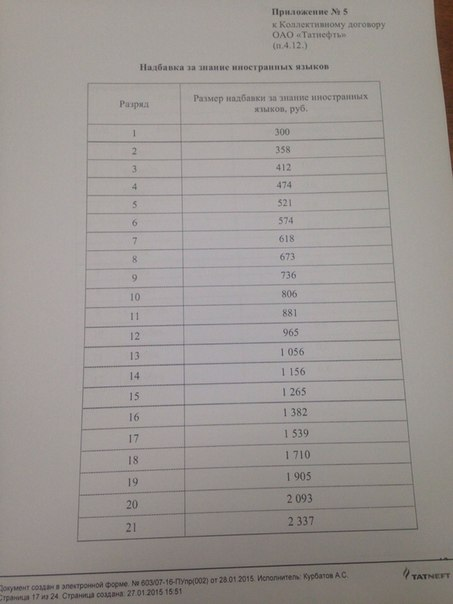 Приложение № 5
к Коллективному договору
ОАО «Татнефть»
(п.4.12.)
Надбавка за знание иностранных языков
Разряд Размер надбавки за знание иностранных
языков, руб.
1 300
2 358
3 412
4 474
5 521
6 574
7 618
8 673
9 736
10 806
11 881
12 965
13 1 056
14 1 156
15 1 265
16 1 382
17 1 539
18 1 710
19 1 905
20 2 093
21 2 337
Документ создан в электронной форме. № 603/07-16-ПУпр(002) от 28.01.2015. Исполнитель: Курбатов А.С.
Страница 17 из 24. Страница создана: 27.01.2015 15:51
TATNEFT